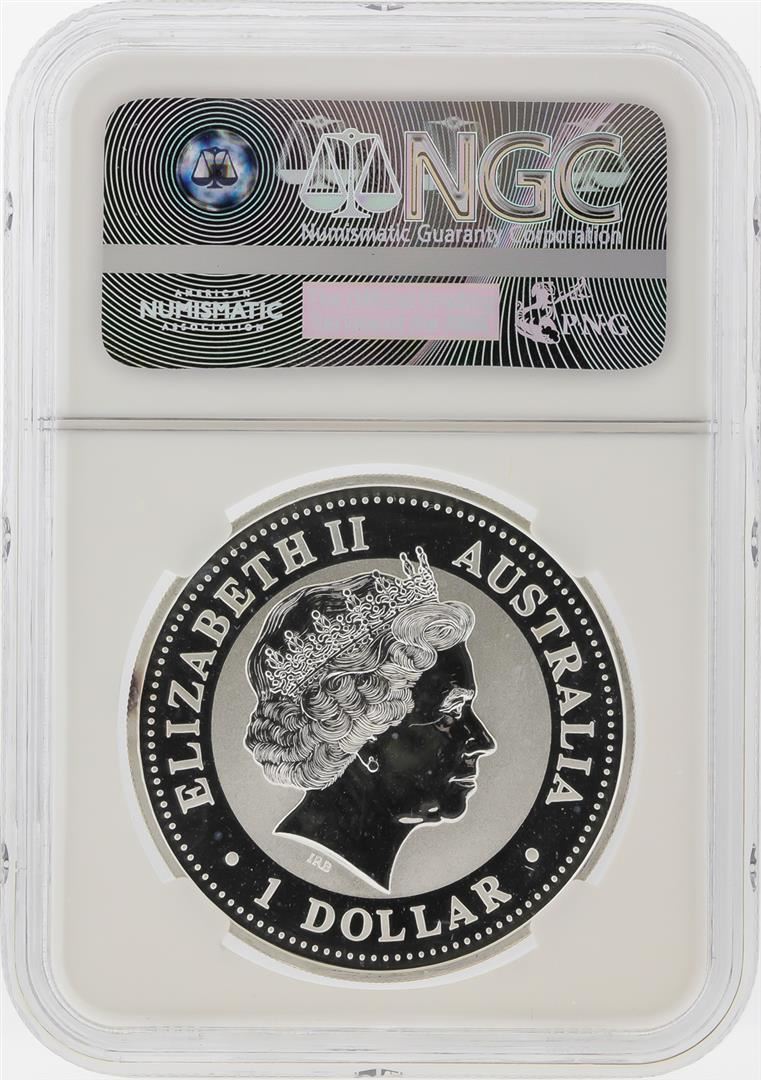 NGC
Numismatic Guaranty Corporation
AMERICAN
NUMISMATIC
ASSOCIATION
PNG
ELIZABETH II AUSTRALIA
IRB
1 DOLLAR